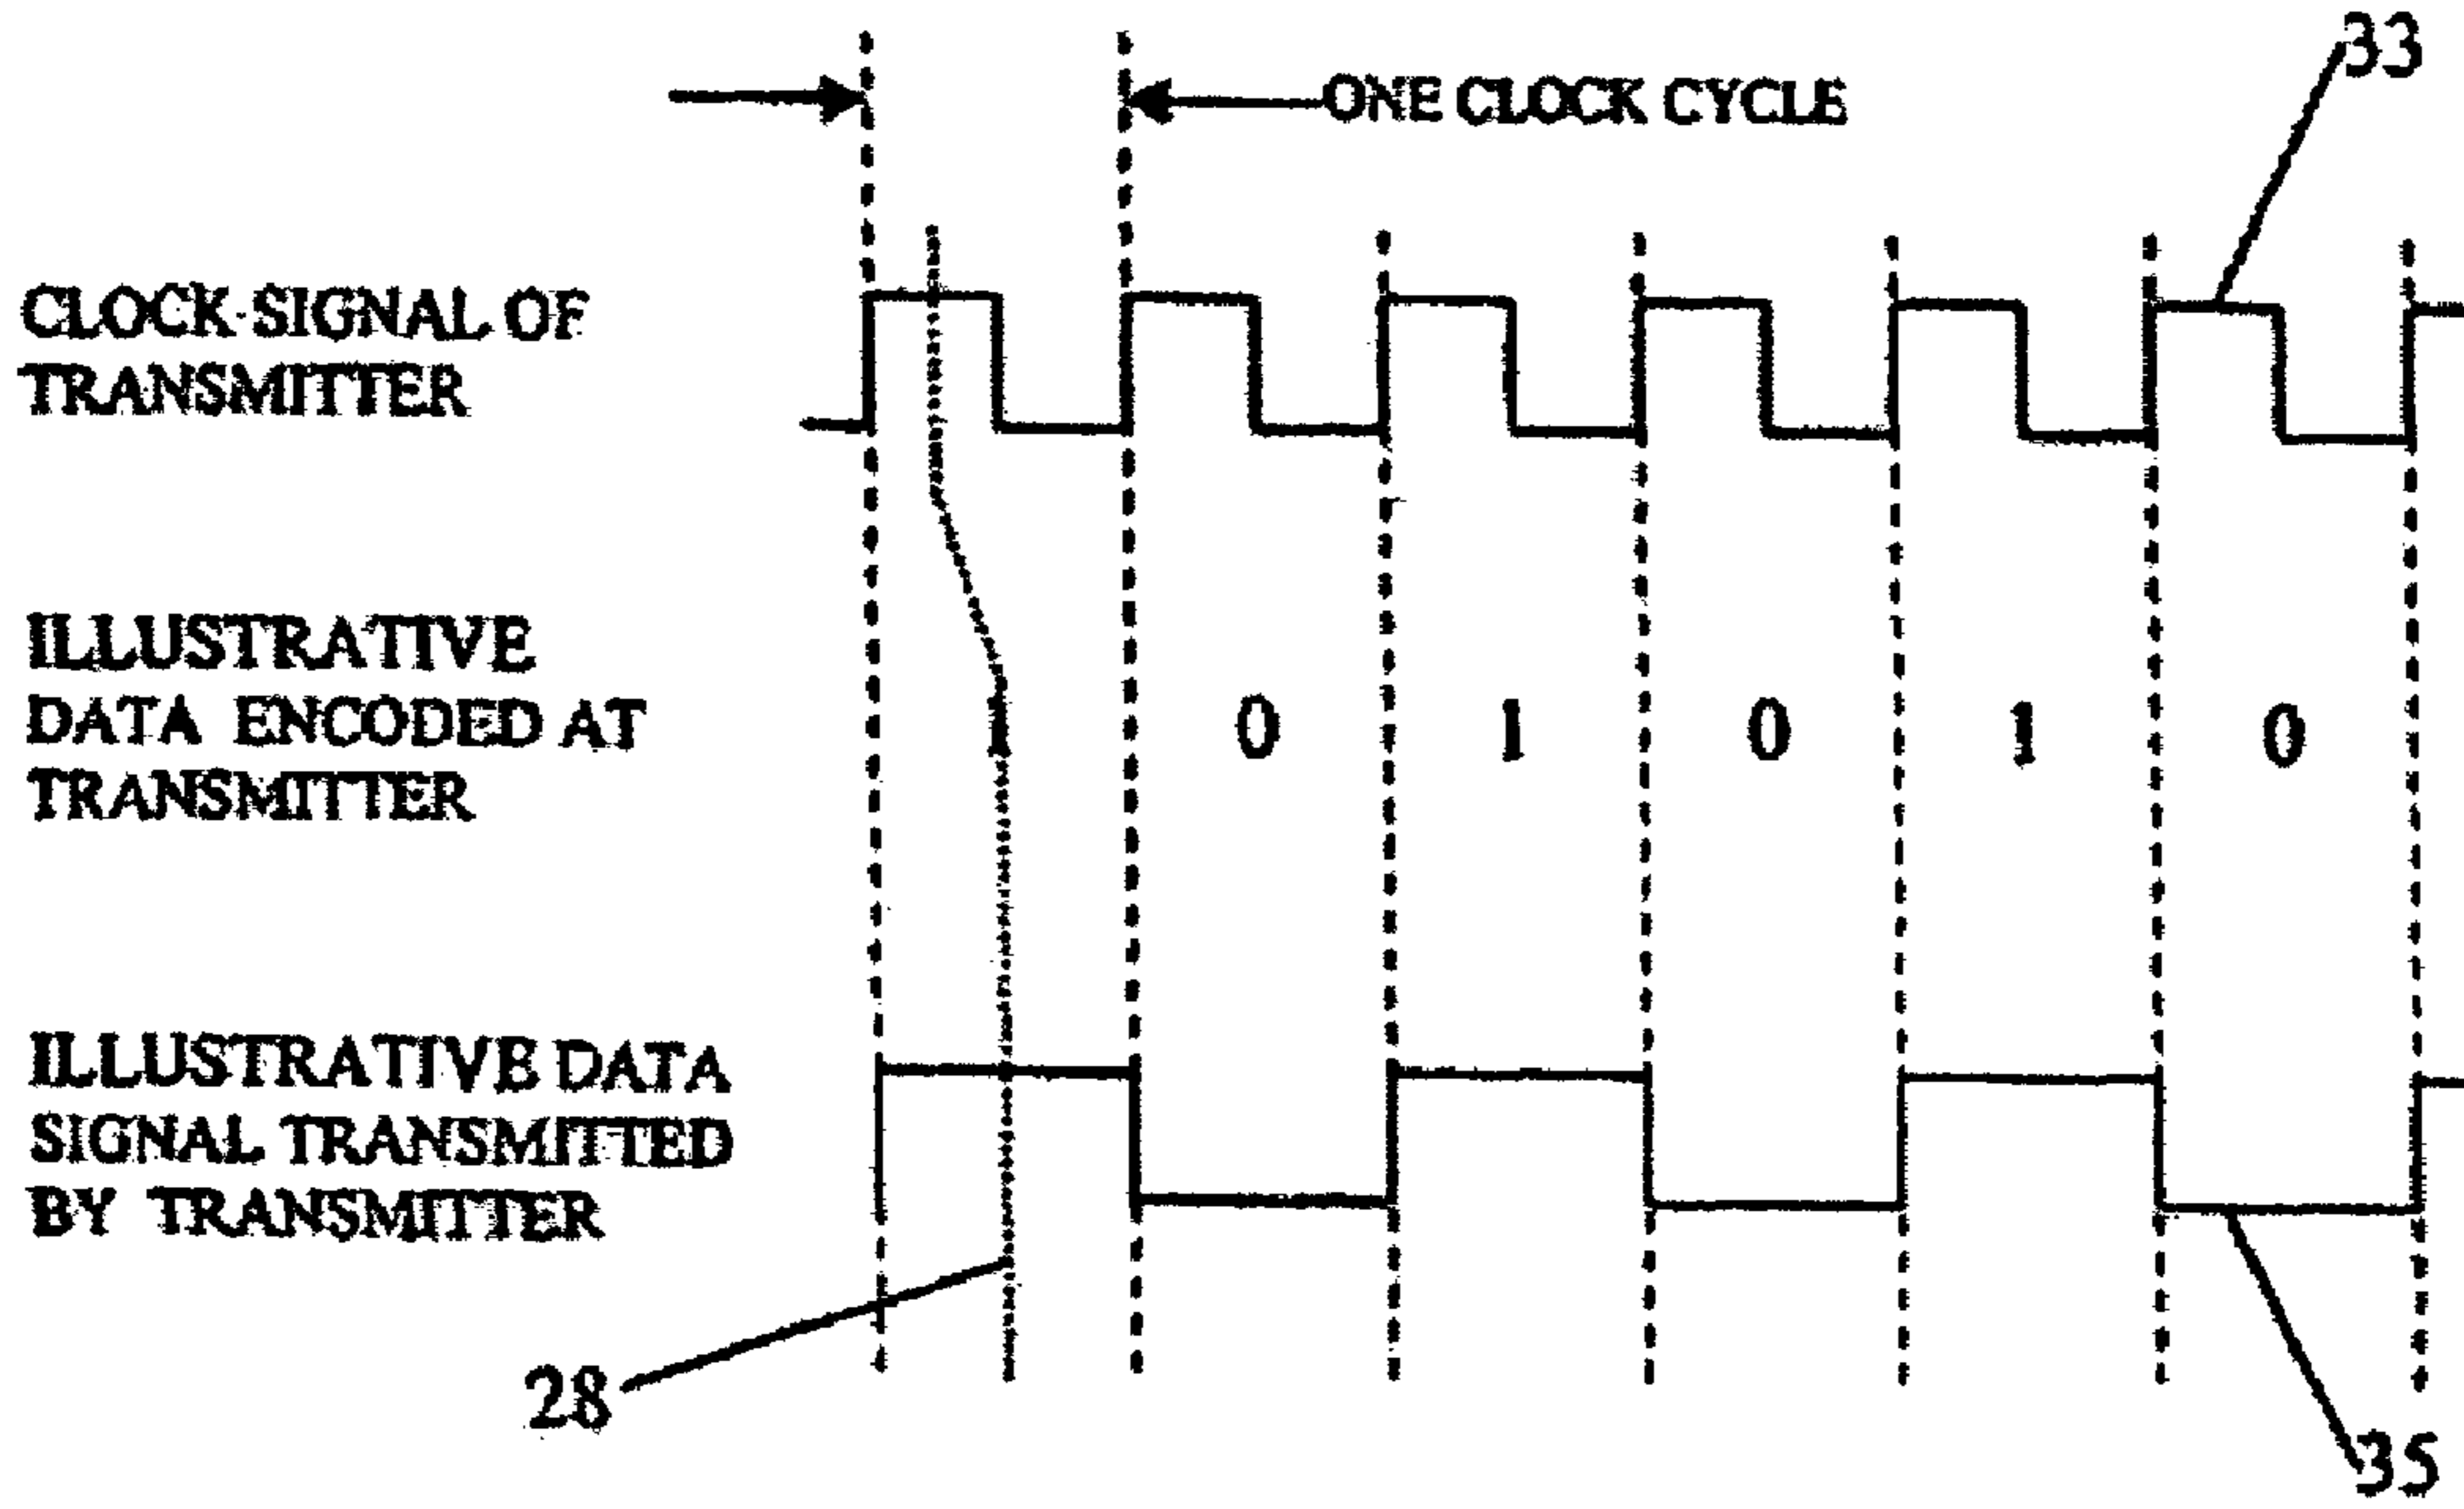 33
ONE CLOCK CYCLE
CLOCK SIGNAL OF
TRANSMITTER
ILLUSTRATIVE
DATA ENCODED AT
TRANSMITTER
1 0 1 0 1 0
ILLUSTRATIVE DATA
SIGNAL TRANSMITTED
BY TRANSMITTER
28
35